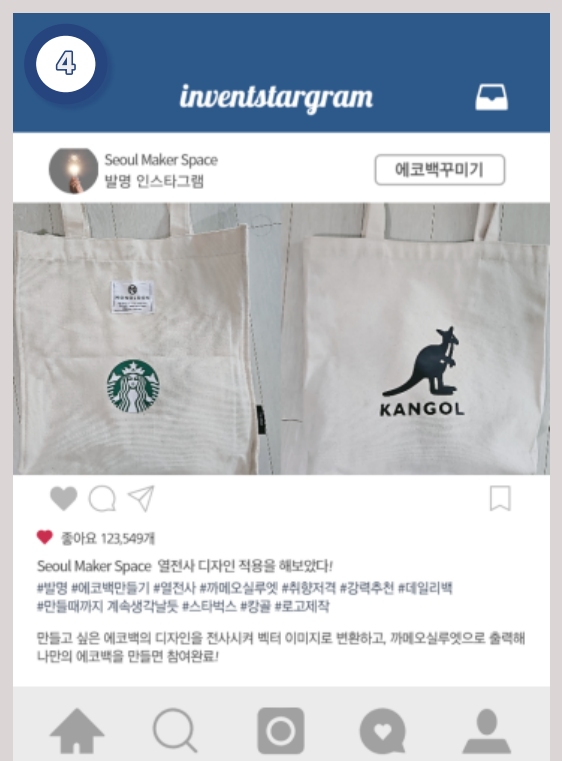 4
inventstargram
Seoul Maker Space
발명 인스타그램
에코백꾸미기
KANGOL
좋아요 123,549개
Seoul Maker Space 열전사 디자인 적용을 해보았다!
#발명 #에코백만들기 #열전사 #까메오실루엣 #취향저격 #강력추천 #데일리백
#만들때까지 계속생각날듯 #스타벅스 #캉골 #로고제작
만들고 싶은 에코백의 디자인을 전사시켜 벡터 이미지로 변환하고, 까메오실루엣으로 출력해
나만의 에코백을 만들면 참여완료!